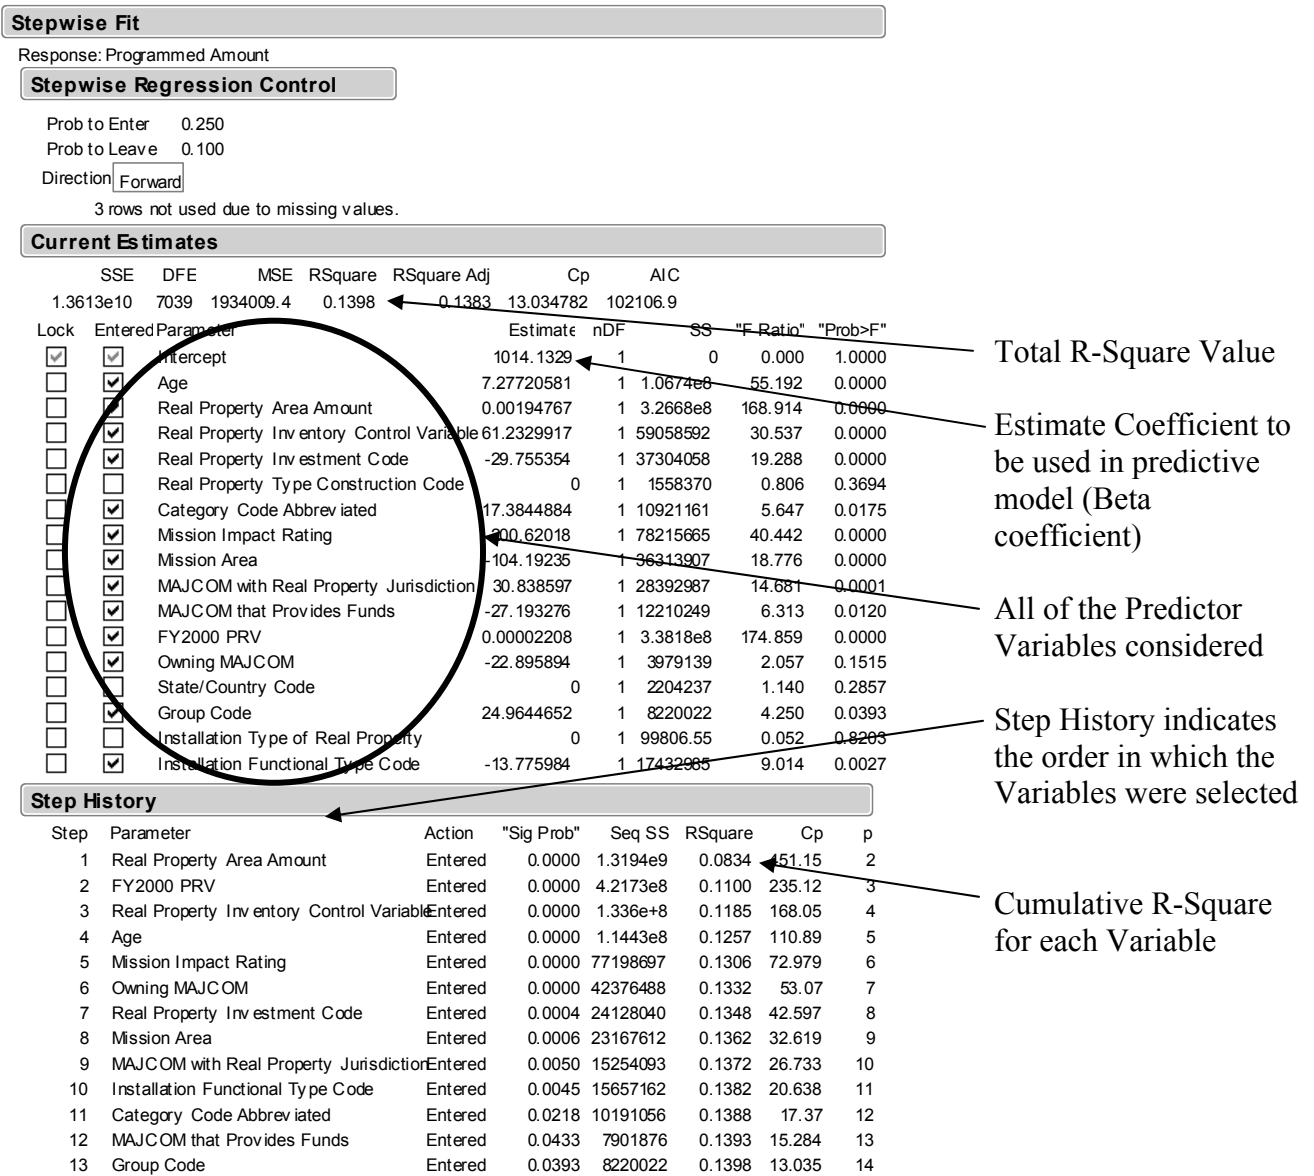 Stepwise Fit
Response: Programmed Amount
Stepwise Regression Control
Prob to Enter 0.250
Prob to Leave 0.100
Direction Forward
3 rows not used due to missing values.
Current Estimates
SSE DFE MSE RSquare RSquare Adj Cp AIC
1.3613e10 7039 1934009.4 0.1398 0.1383 13.034782 102106.9
Lock Entered Parameter Estimate nDF SS "F Ratio" "Prob>F"
Intercept 1014.1329 1 0 0.000 1.0000
Age 7.27720581 1 1.0674e8 55.192 0.0000
Real Property Area Amount 0.00194767 1 3.2668e8 168.914 0.0000
Real Property Inventory Control Variable 61.2329917 1 59058592 30.537 0.0000
Real Property Investment Code -29.755354 1 37304058 19.288 0.0000
Real Property Type Construction Code 0 1 1558370 0.806 0.3694
Category Code Abbreviated 17.3844884 1 10921161 5.647 0.0175
Mission Impact Rating 200.62018 1 78215665 40.442 0.0000
Mission Area -104.19235 1 36313907 18.776 0.0000
MAJCOM with Real Property Jurisdiction 30.838597 1 28392987 14.681 0.0001
MAJCOM that Provides Funds -27.193276 1 12210249 6.313 0.0120
FY2000 PRV 0.00002208 1 3.3818e8 174.859 0.0000
Owning MAJCOM -22.895894 1 3979139 2.057 0.1515
State/Country Code 0 1 2204237 1.140 0.2857
Group Code 24.9644652 1 8220022 4.250 0.0393
Installation Type of Real Property 0 1 99806.55 0.052 0.8203
Installation Functional Type Code -13.775984 1 17432985 9.014 0.0027
Step History
Step Parameter Action "Sig Prob" Seq SS RSquare Cp p
1 Real Property Area Amount Entered 0.0000 1.3194e9 0.0834 451.15 2
2 FY2000 PRV Entered 0.0000 4.2173e8 0.1100 235.12 3
3 Real Property Inventory Control Variable Entered 0.0000 1.336e+8 0.1185 168.05 4
4 Age Entered 0.0000 1.1443e8 0.1257 110.89 5
5 Mission Impact Rating Entered 0.0000 77198697 0.1306 72.979 6
6 Owning MAJCOM Entered 0.0000 42376488 0.1332 53.07 7
7 Real Property Investment Code Entered 0.0004 24128040 0.1348 42.597 8
8 Mission Area Entered 0.0006 23167612 0.1362 32.619 9
9 MAJCOM with Real Property Jurisdiction Entered 0.0050 15254093 0.1372 26.733 10
10 Installation Functional Type Code Entered 0.0045 15657162 0.1382 20.638 11
11 Category Code Abbreviated Entered 0.0218 10191056 0.1388 17.37 12
12 MAJCOM that Provides Funds Entered 0.0433 7901876 0.1393 15.284 13
13 Group Code Entered 0.0393 8220022 0.1398 13.035 14
Total R-Square Value
Estimate Coefficient to
be used in predictive
model (Beta
coefficient)
All of the Predictor
Variables considered
Step History indicates
the order in which the
Variables were selected
Cumulative R-Square
for each Variable